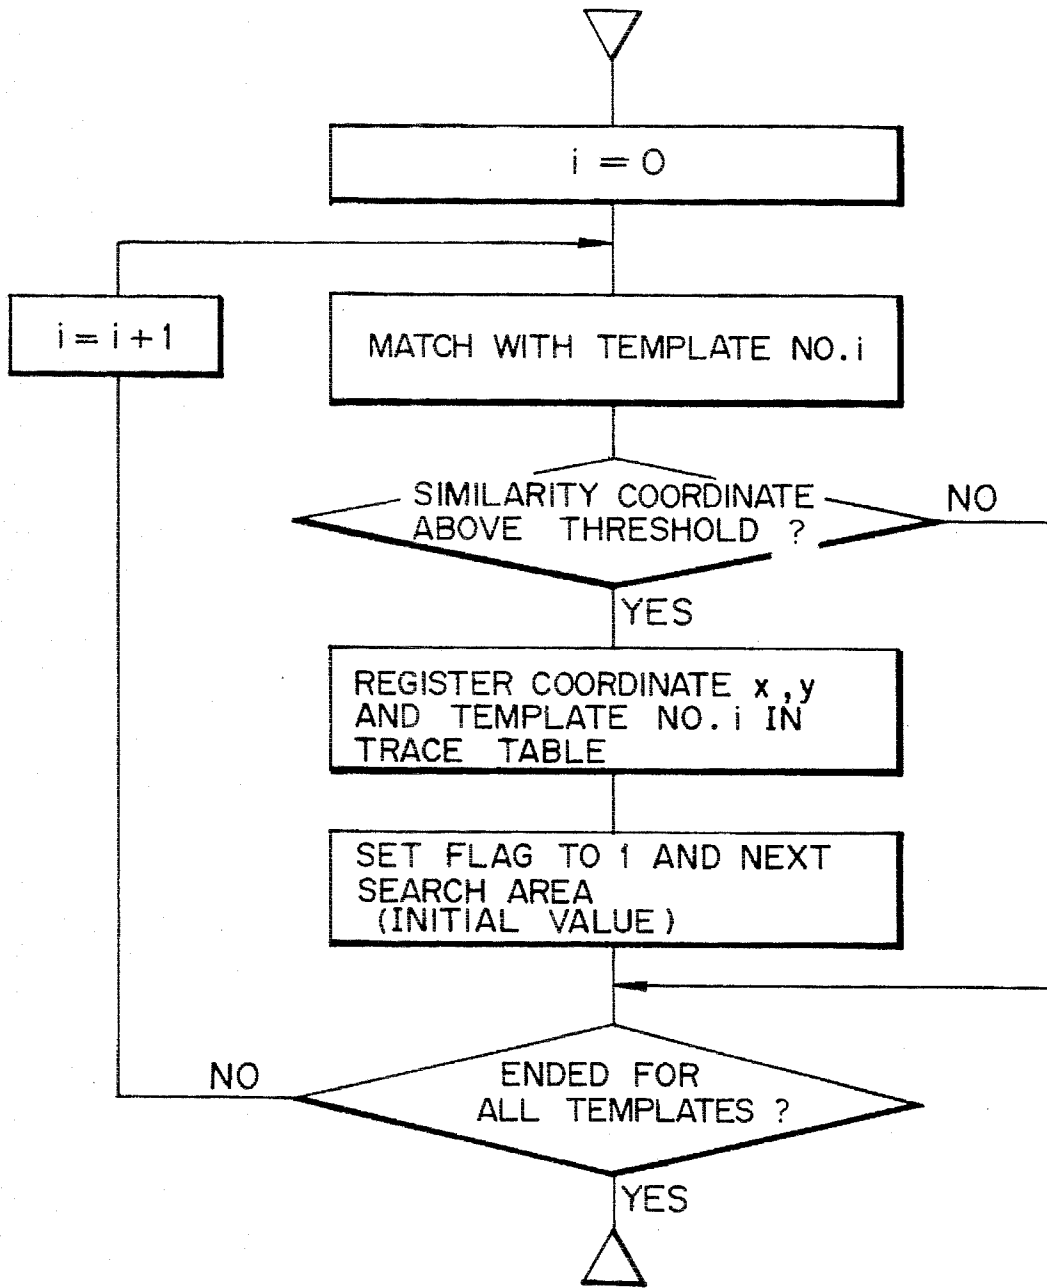 i = 0
i = i + 1
MATCH WITH TEMPLATE NO. i
SIMILARITY COORDINATE
ABOVE THRESHOLD ?
NO
YES
REGISTER COORDINATE x, y
AND TEMPLATE NO. i IN
TRACE TABLE
SET FLAG TO 1 AND NEXT
SEARCH AREA
(INITIAL VALUE)
NO
ENDED FOR
ALL TEMPLATES ?
YES